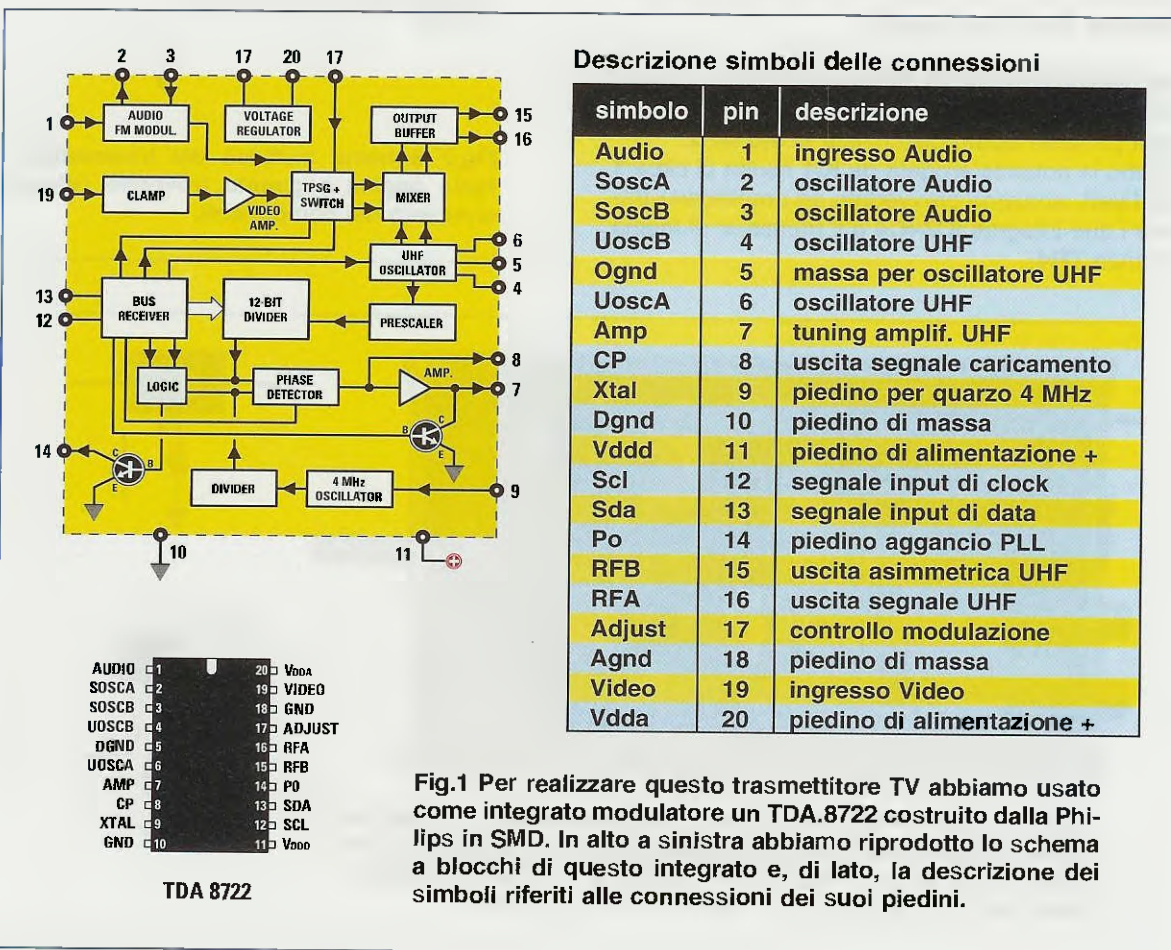 2 3 17 20 17
AUDIO
FM MODUL.
VOLTAGE
REGULATOR
OUTPUT
BUFFER
1
15
16
19
CLAMP
VIDEO
AMP.
TPSG +
SWITCH
MIXER
UHF
OSCILLATOR
6
5
4
13
12
BUS
RECEIVER
12-BIT
DIVIDER
PRESCALER
LOGIC
PHASE
DETECTOR
AMP.
8
7
C
B
E
14
C
B
E
DIVIDER
4 MHz
OSCILLATOR
9
10
11
Descrizione simboli delle connessioni
simbolo pin descrizione
Audio 1 ingresso Audio
SoscA 2 oscillatore Audio
SoscB 3 oscillatore Audio
UoscB 4 oscillatore UHF
Ognd 5 massa per oscillatore UHF
UoscA 6 oscillatore UHF
Amp 7 tuning amplif. UHF
CP 8 uscita segnale caricamento
Xtal 9 piedino per quarzo 4 MHz
Dgnd 10 piedino di massa
Vddd 11 piedino di alimentazione +
Scl 12 segnale input di clock
Sda 13 segnale input di data
Po 14 piedino aggancio PLL
RFB 15 uscita asimmetrica UHF
RFA 16 uscita segnale UHF
Adjust 17 controllo modulazione
Agnd 18 piedino di massa
Video 19 ingresso Video
Vdda 20 piedino di alimentazione +
AUDIO 1 20 VDDA
SOSCA 2 19 VIDEO
SOSCB 3 18 GND
UOSCB 4 17 ADJUST
DGND 5 16 RFA
UOSCA 6 15 RFB
AMP 7 14 PO
CP 8 13 SDA
XTAL 9 12 SCL
GND 10 11 VDDD
TDA 8722
Fig.1 Per realizzare questo trasmettitore TV abbiamo usato
come integrato modulatore un TDA.8722 costruito dalla Phi-
lips in SMD. In alto a sinistra abbiamo riprodotto lo schema
a blocchi di questo integrato e, di lato, la descrizione dei
simboli riferiti alle connessioni dei suoi piedini.